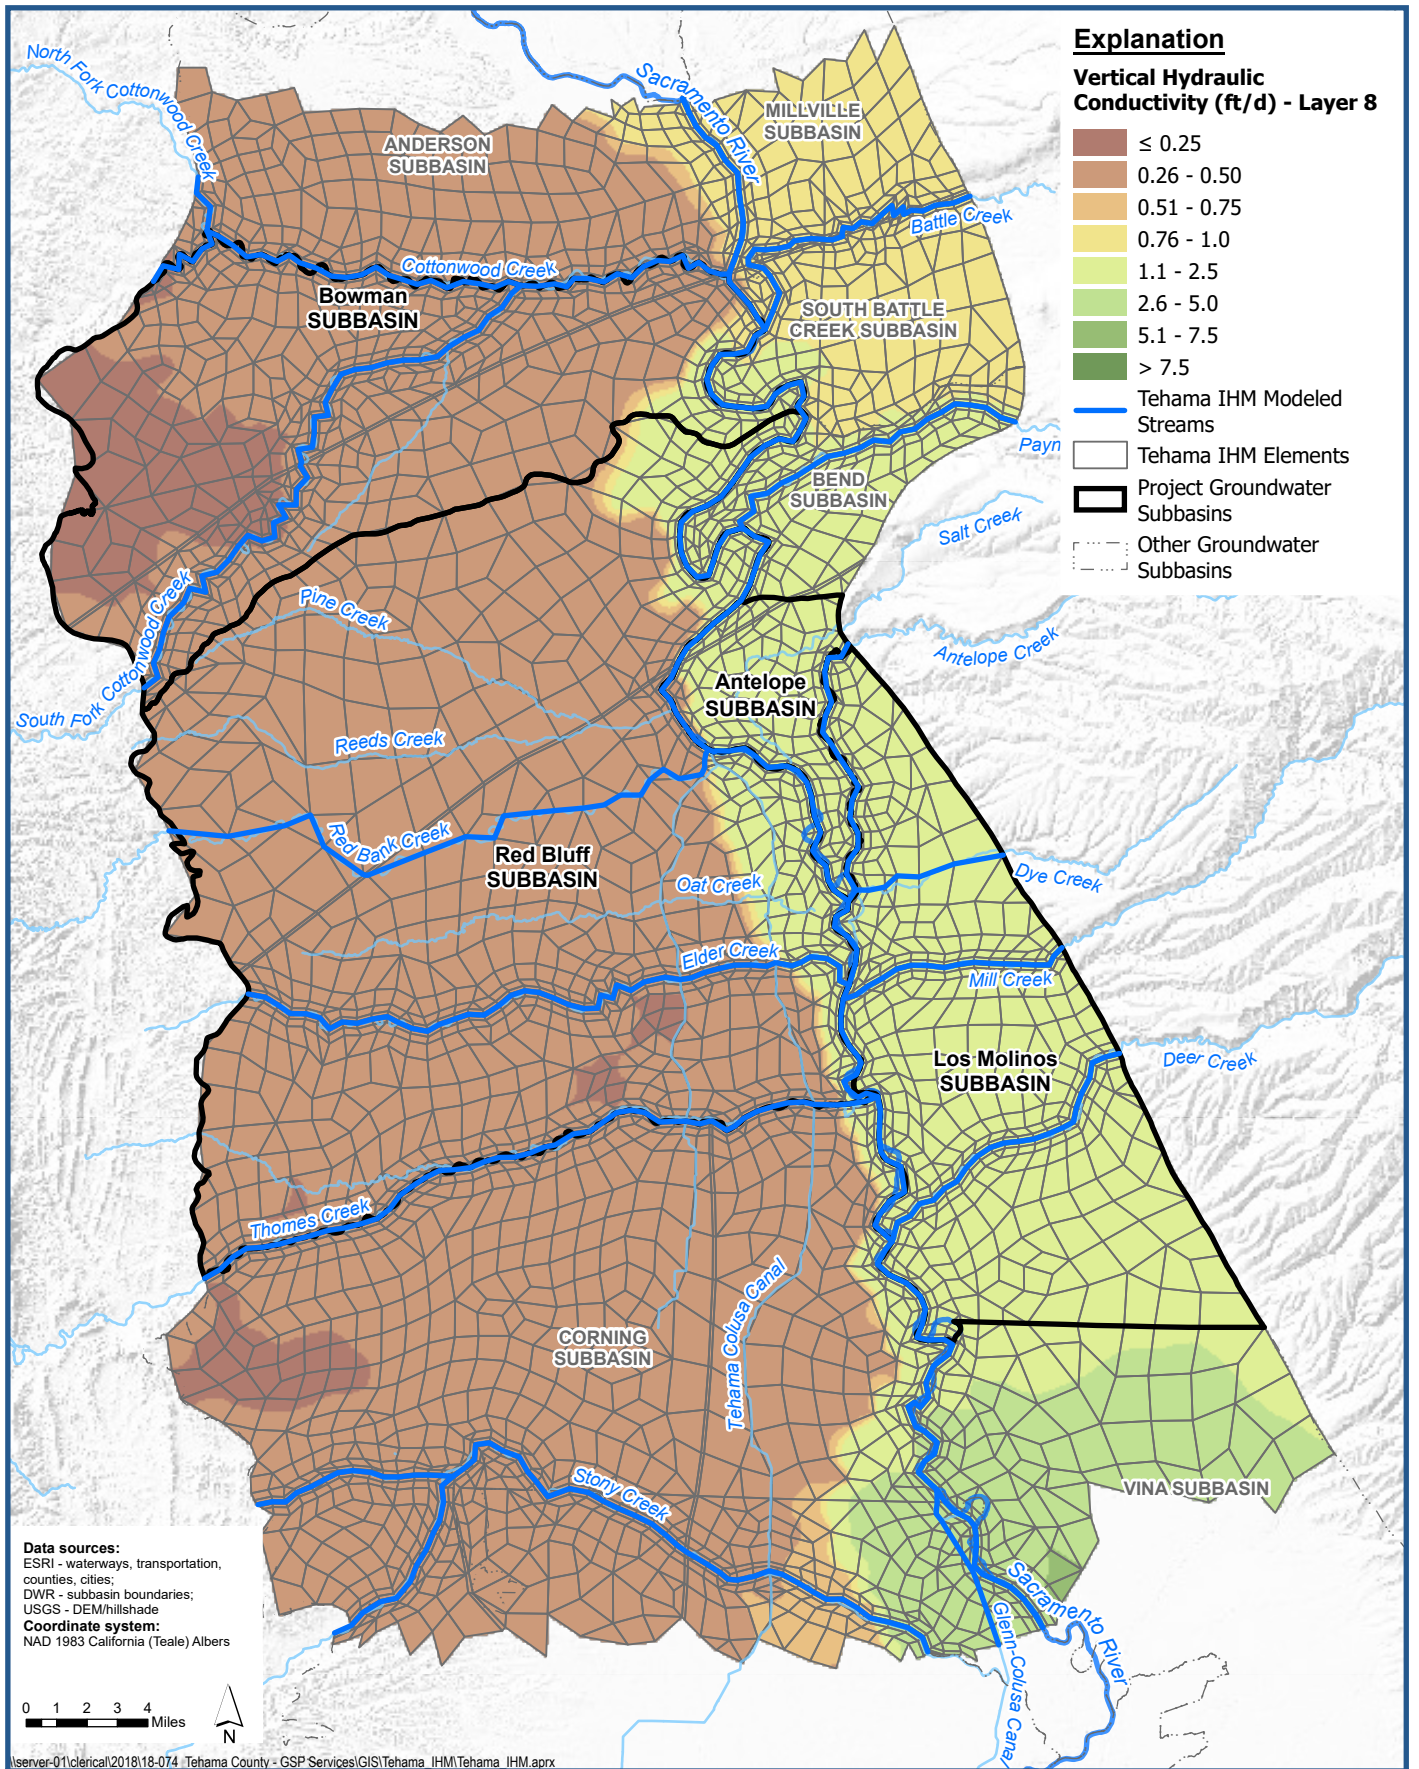 Explanation
Vertical Hydraulic
Conductivity (ft/d) - Layer 8
≤ 0.25
0.26 - 0.50
0.51 - 0.75
0.76 - 1.0
1.1 - 2.5
2.6 - 5.0
5.1 - 7.5
> 7.5
Tehama IHM Modeled
Streams
Tehama IHM Elements
Project Groundwater
Subbasins
Other Groundwater
Subbasins
North Fork Cottonwood Creek
Sacramento River
MILLVILLE
SUBBASIN
ANDERSON
SUBBASIN
Battle Creek
Cottonwood Creek
Bowman
SUBBASIN
SOUTH BATTLE
CREEK SUBBASIN
Payn
BEND
SUBBASIN
Salt Creek
Pine Creek
South Fork Cottonwood Creek
Antelope Creek
Antelope
SUBBASIN
Reeds Creek
Red Bank Creek
Red Bluff
SUBBASIN
Oat Creek
Dye Creek
Elder Creek
Mill Creek
Los Molinos
SUBBASIN
Deer Creek
Thomes Creek
Tehama Colusa Canal
CORNING
SUBBASIN
Stony Creek
VINA SUBBASIN
Sacramento River
Glenn-Colusa Canal
Data sources:
ESRI - waterways, transportation,
counties, cities;
DWR - subbasin boundaries;
USGS - DEM/hillshade
Coordinate system:
NAD 1983 California (Teale) Albers
0 1 2 3 4
Miles
N
\\server-01\clerical\2018\18-074_Tehama County - GSP Services\GIS\Tehama_IHM\Tehama_IHM.aprx